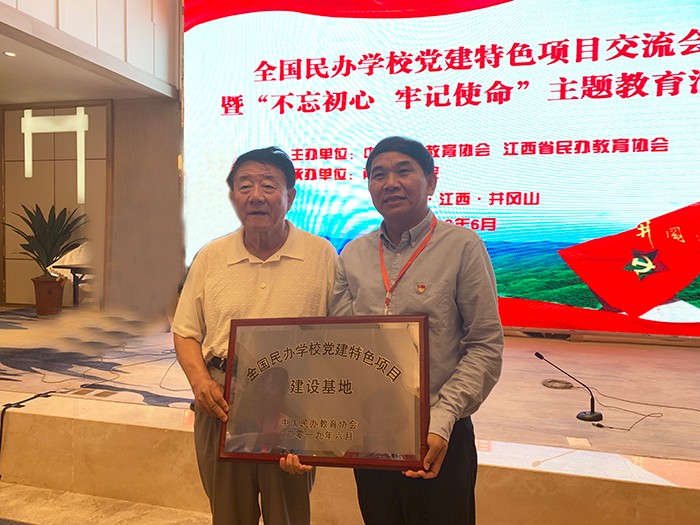 全国民办学校党建特色项目交流会
暨“不忘初心 牢记使命”主题教育
主办单位：中 教育协会 江西省民办教育协会
承办单位：
江西·井冈山
年6月
全国民办学校党建特色项目
建设基地
中国民办教育协会
二零一九年六月